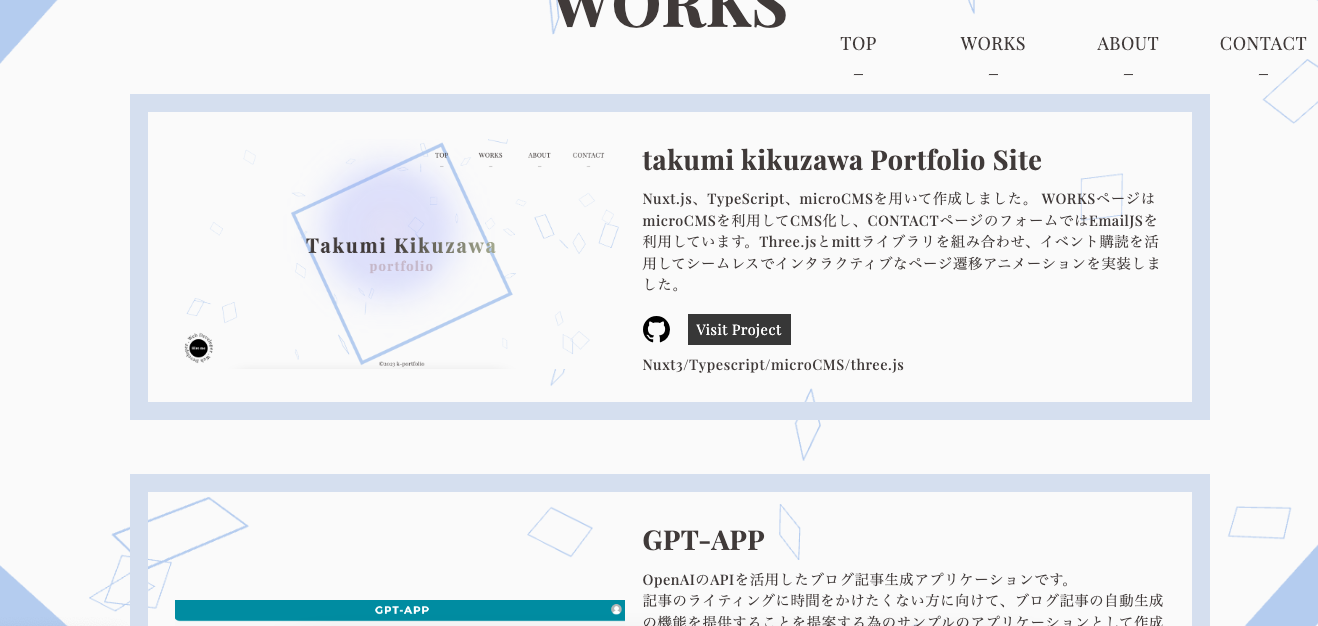 WORKS
TOP
WORKS
ABOUT
CONTACT
TOP
WORKS
ABOUT
CONTACT
Takumi Kikuzawa
portfolio
©2023 k-portfolio
takumi kikuzawa Portfolio Site
Nuxt.js、TypeScript、microCMSを用いて作成しました。 WORKSページは
microCMSを利用してCMS化し、CONTACTページのフォームではEmailJSを
利用しています。Three.jsとmittライブラリを組み合わせ、イベント購読を活
用してシームレスでインタラクティブなページ遷移アニメーションを実装しま
した。
Visit Project
Nuxt3/Typescript/microCMS/three.js
GPT-APP
GPT-APP
OpenAIのAPIを活用したブログ記事生成アプリケーションです。
記事のライティングに時間をかけたくない方に向けて、ブログ記事の自動生成
の機能を提供することを提案する為のサンプルのアプリケーションとして作成